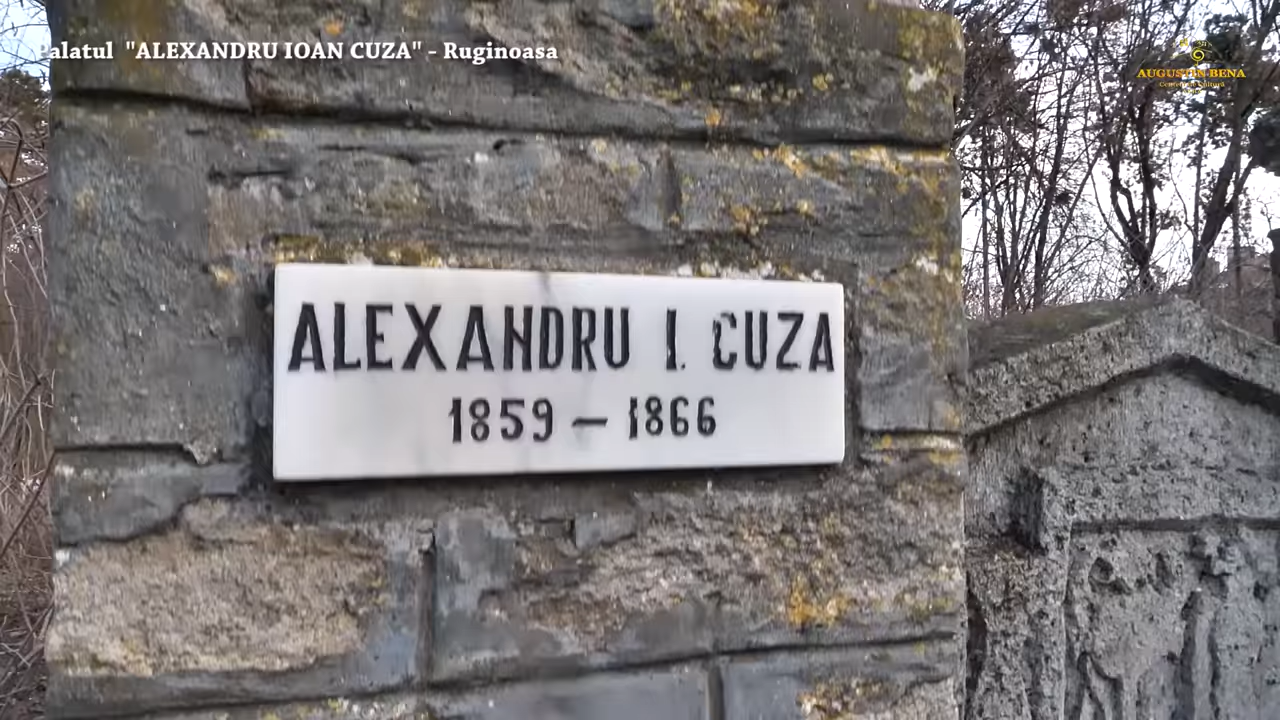 Palatul "ALEXANDRU IOAN CUZA" - Ruginoasa
AUGUSTIN BENA
ALEXANDRU I. CUZA
1859 – 1866